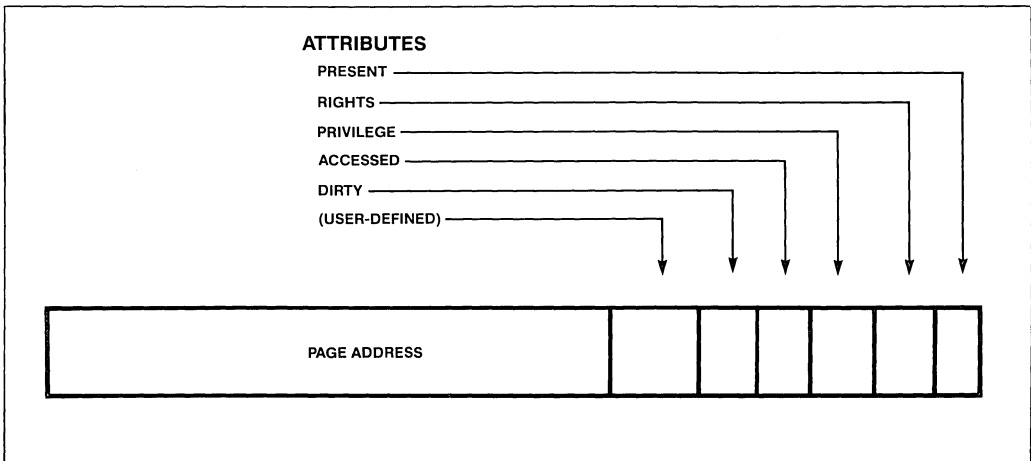 ATTRIBUTES
PRESENT
RIGHTS
PRIVILEGE
ACCESSED
DIRTY
(USER-DEFINED)
PAGE ADDRESS